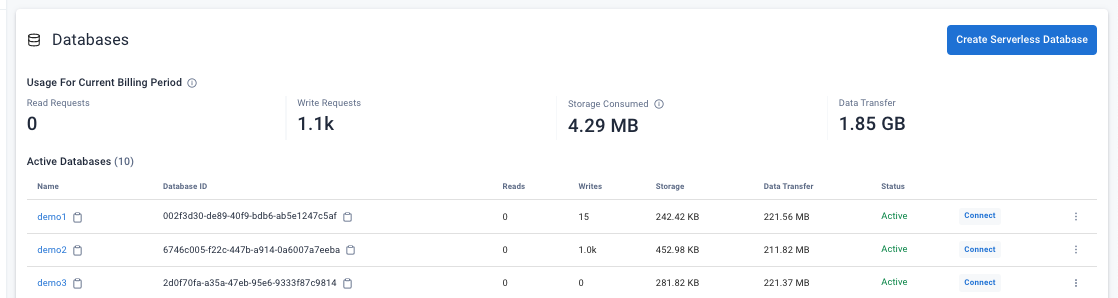 Databases
Create Serverless Database
Usage For Current Billing Period
Read Requests
Write Requests
Storage Consumed
Data Transfer
0
1.1k
4.29 MB
1.85 GB
Active Databases (10)
Name Database ID Reads Writes Storage Data Transfer Status
demo1 002f3d30-de89-40f9-bdb6-ab5e1247c5af 0 15 242.42 KB 221.56 MB Active Connect
demo2 6746c005-f22c-447b-a914-0a6007a7eeba 0 1.0k 452.98 KB 211.82 MB Active Connect
demo3 2d0f70fa-a35a-47eb-95e6-9333f87c9814 0 0 281.82 KB 221.37 MB Active Connect